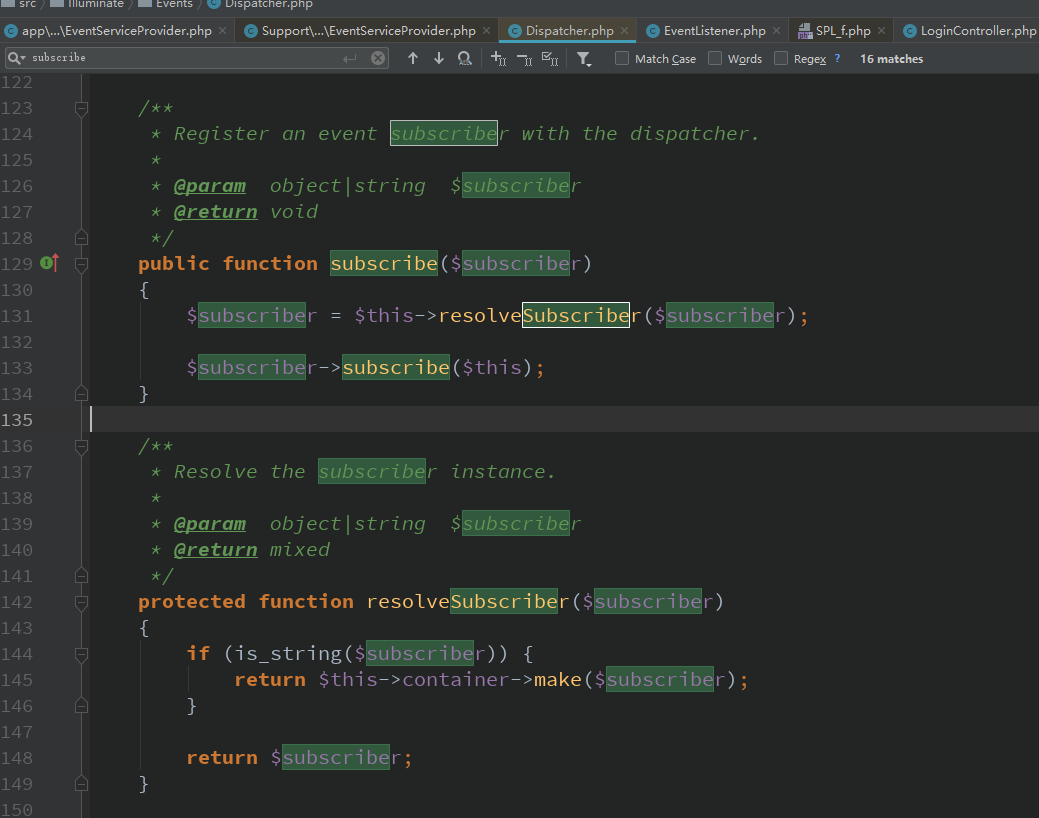 src Illuminate Events Dispatcher.php
app\...\EventServiceProvider.php × Support\...\EventServiceProvider.php × Dispatcher.php × EventListener.php × SPL_f.php × LoginController.php
subscribe Match Case Words Regex ? 16 matches
122
123 /**
124 * Register an event subscriber with the dispatcher.
125 *
126 * @param  object|string  $subscriber
127 * @return void
128 */
129 public function subscribe($subscriber)
130 {
131 $subscriber = $this->resolveSubscriber($subscriber);
132
133 $subscriber->subscribe($this);
134 }
135
136 /**
137 * Resolve the subscriber instance.
138 *
139 * @param  object|string  $subscriber
140 * @return mixed
141 */
142 protected function resolveSubscriber($subscriber)
143 {
144 if (is_string($subscriber)) {
145 return $this->container->make($subscriber);
146 }
147
148 return $subscriber;
149 }
150